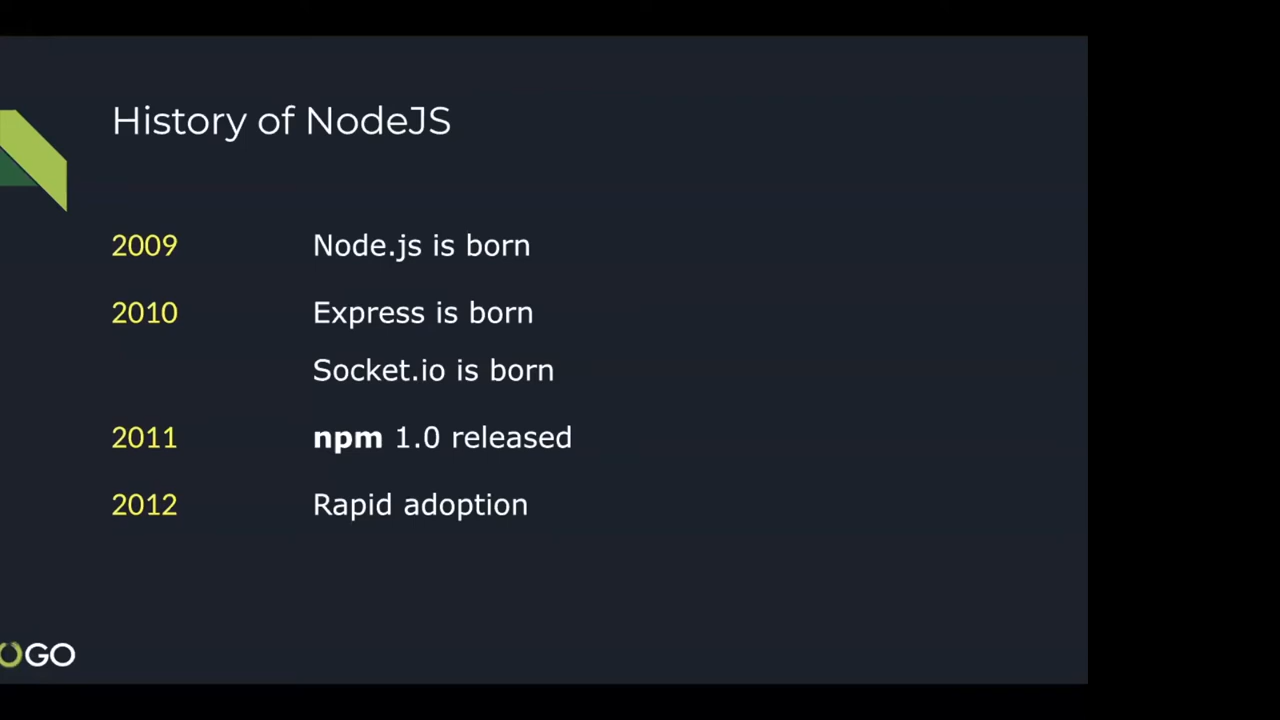 History of NodeJS
2009 Node.js is born
2010 Express is born
Socket.io is born
2011 npm 1.0 released
2012 Rapid adoption
GO